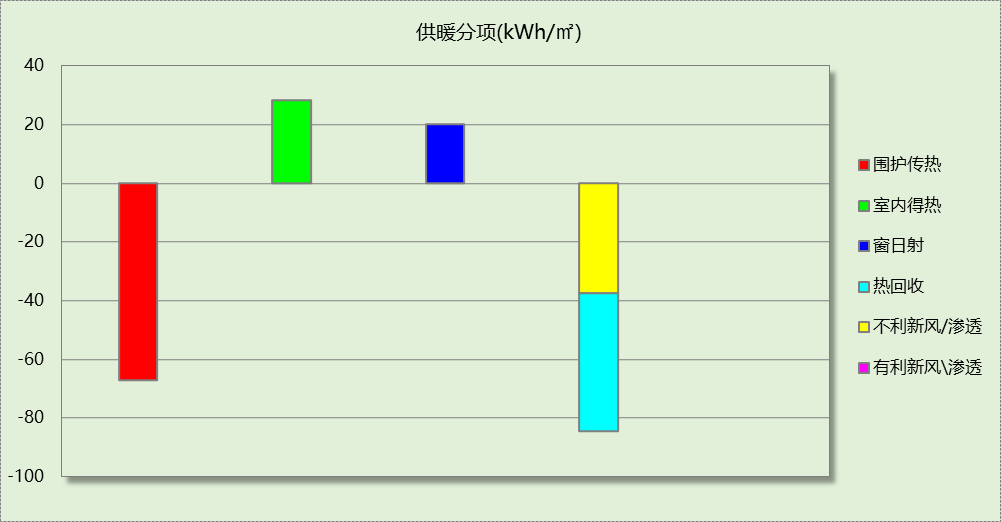 供暖分项(kWh/㎡)
40
20
0
-20
-40
-60
-80
-100
围护传热
室内得热
窗日射
热回收
不利新风/渗透
有利新风\渗透